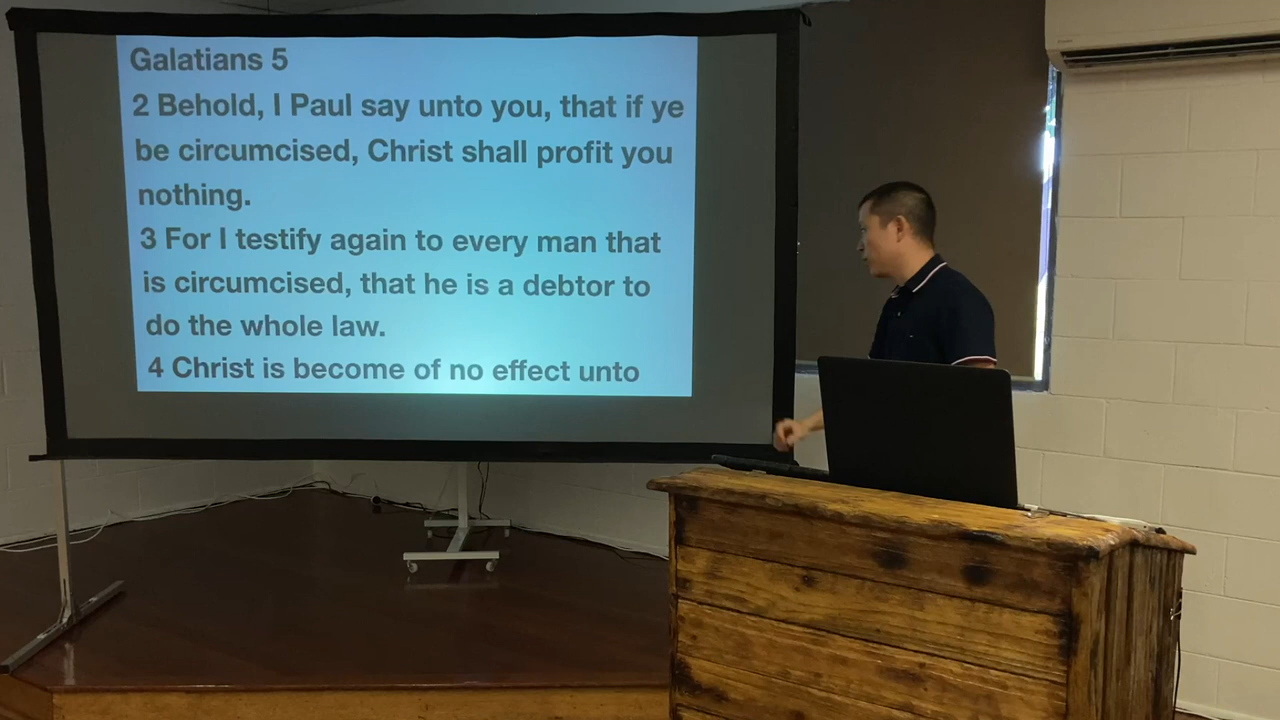 Galatians 5
2 Behold, I Paul say unto you, that if ye
be circumcised, Christ shall profit you
nothing.
3 For I testify again to every man that
is circumcised, that he is a debtor to
do the whole law.
4 Christ is become of no effect unto